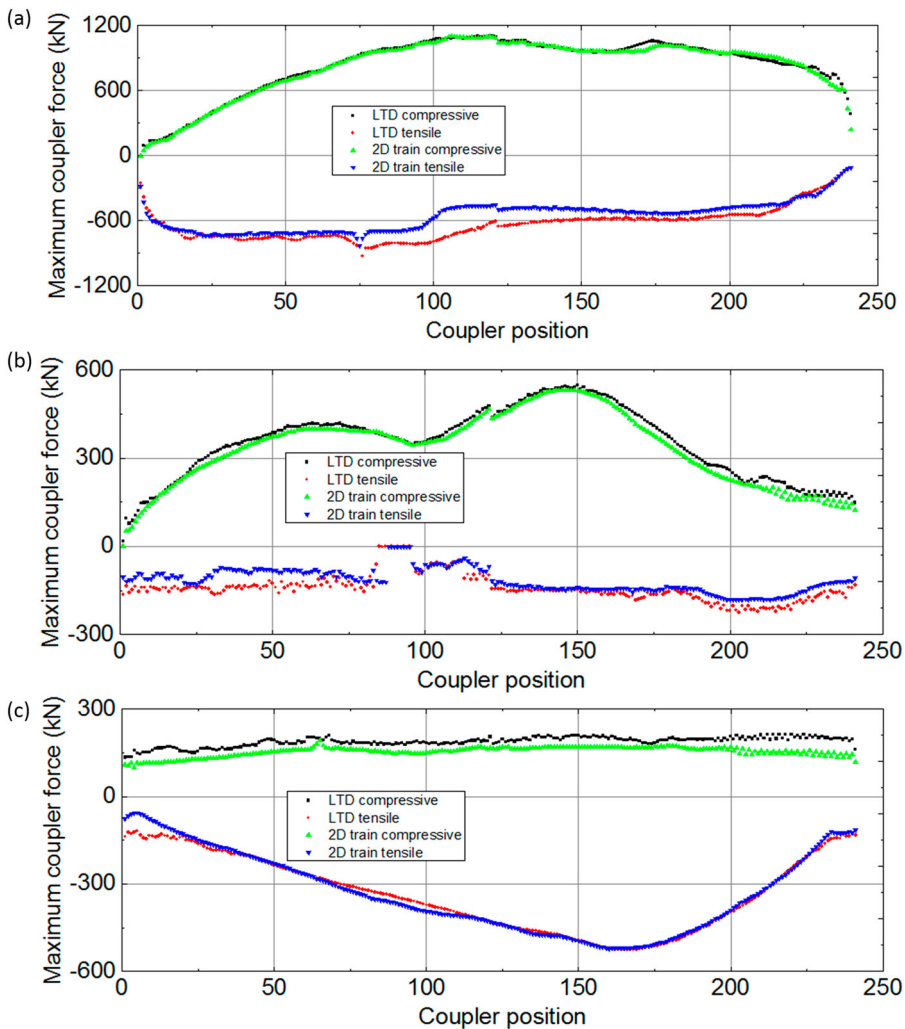 (a)
Maximum coupler force (kN)
1200
600
0
-600
-1200
LTD compressive
LTD tensile
2D train compressive
2D train tensile
0 50 100 150 200 250
Coupler position
(b)
Maximum coupler force (kN)
600
300
0
-300
LTD compressive
LTD tensile
2D train compressive
2D train tensile
0 50 100 150 200 250
Coupler position
(c)
Maximum coupler force (kN)
300
0
-300
-600
LTD compressive
LTD tensile
2D train compressive
2D train tensile
0 50 100 150 200 250
Coupler position